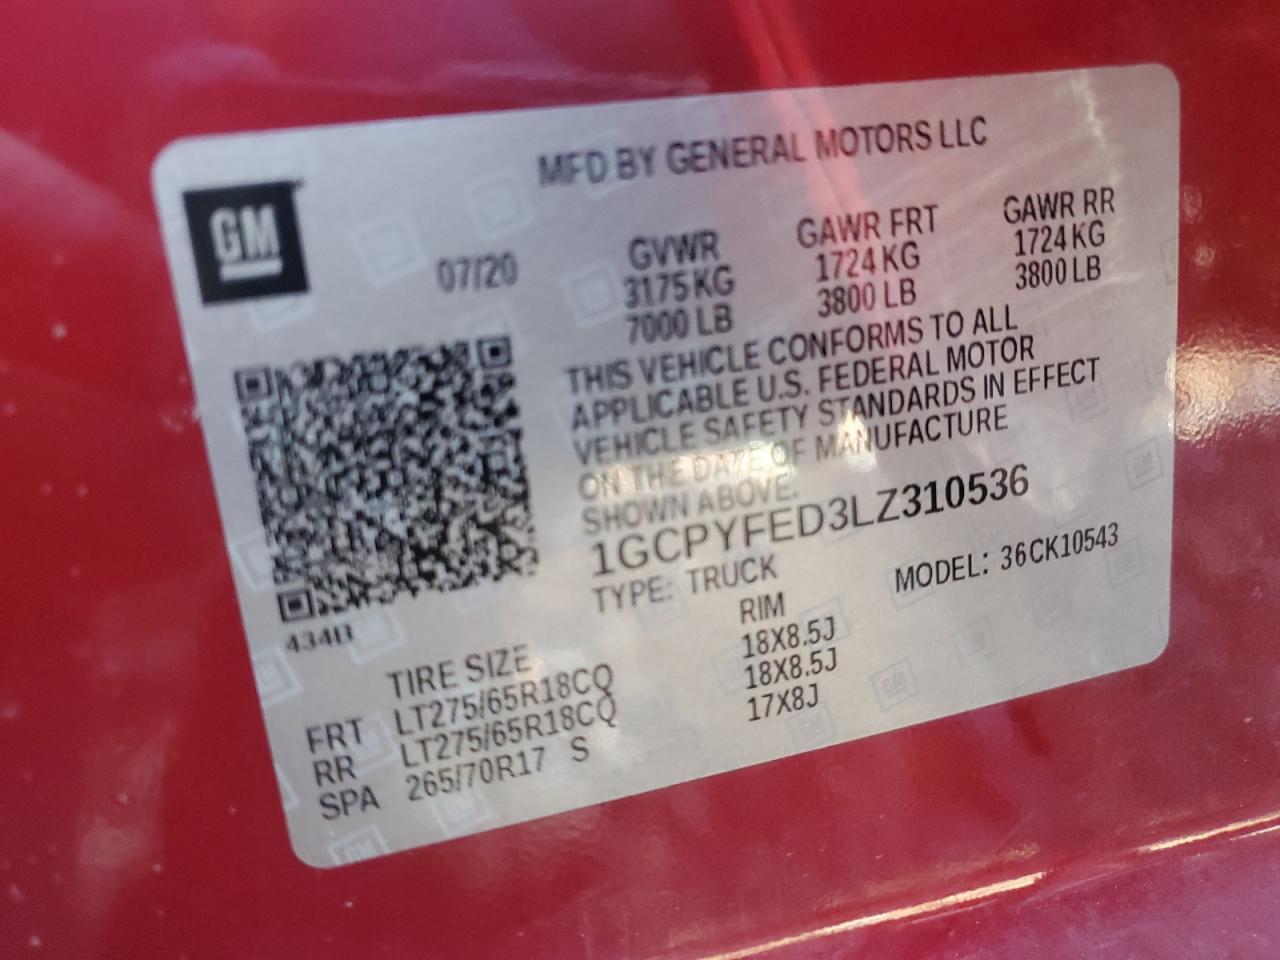 MFD BY GENERAL MOTORS LLC
GM
07/20
GVWR GAWR FRT GAWR RR
3175 KG 1724 KG 1724 KG
7000 LB 3800 LB 3800 LB
THIS VEHICLE CONFORMS TO ALL
APPLICABLE U.S. FEDERAL MOTOR
VEHICLE SAFETY STANDARDS IN EFFECT
ON THE DATE OF MANUFACTURE
SHOWN ABOVE.
1GCPYFED3LZ310536
TYPE: TRUCK MODEL: 36CK10543
434B
TIRE SIZE RIM
FRT LT275/65R18CQ 18X8.5J
RR LT275/65R18CQ 18X8.5J
SPA 265/70R17 S 17X8J